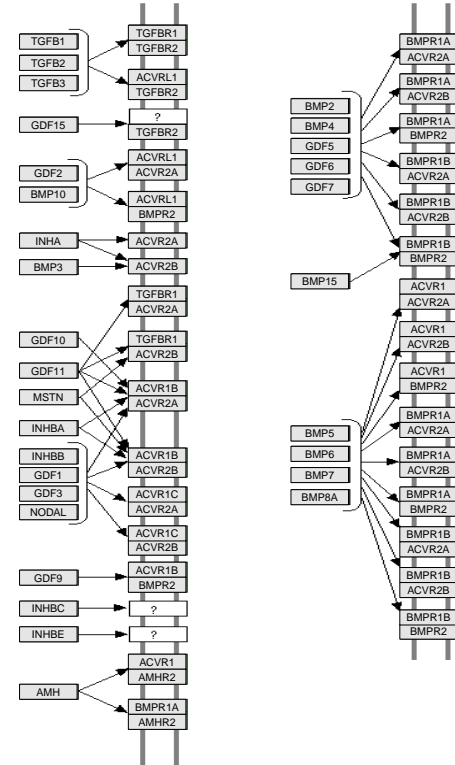 TGFB1
TGFB2
TGFB3
TGFBR1
TGFBR2
ACVRL1
TGFBR2
GDF15
?
TGFBR2
GDF2
BMP10
ACVRL1
ACVR2A
ACVRL1
BMPR2
INHA
ACVR2A
BMP3
ACVR2B
TGFBR1
ACVR2A
GDF10
GDF11
MSTN
INHBA
TGFBR1
ACVR2B
ACVR1B
ACVR2A
INHBB
GDF1
GDF3
NODAL
ACVR1B
ACVR2B
ACVR1C
ACVR2A
ACVR1C
ACVR2B
GDF9
ACVR1B
BMPR2
INHBC
?
INHBE
?
AMH
ACVR1
AMHR2
BMPR1A
AMHR2
BMP2
BMP4
GDF5
GDF6
GDF7
BMPR1A
ACVR2A
BMPR1A
ACVR2B
BMPR1A
BMPR2
BMPR1B
ACVR2A
BMPR1B
ACVR2B
BMPR1B
BMPR2
BMP15
ACVR1
ACVR2A
ACVR1
ACVR2B
ACVR1
BMPR2
BMP5
BMP6
BMP7
BMP8A
BMPR1A
ACVR2A
BMPR1A
ACVR2B
BMPR1A
BMPR2
BMPR1B
ACVR2A
BMPR1B
ACVR2B
BMPR1B
BMPR2